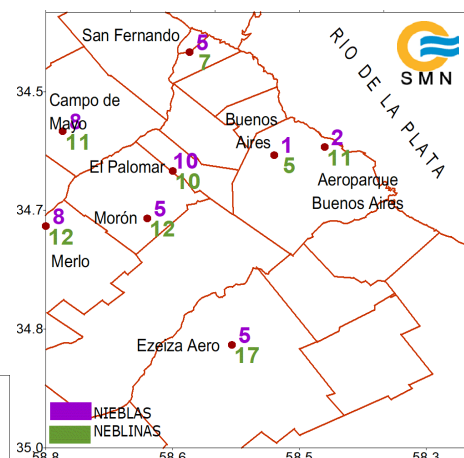 San Fernando
5
7
RIO DE LA PLATA
SMN
34.5
Campo de
Mayo
8
11
Buenos
Aires
1
5
2
11
El Palomar
10
10
Aeroparque
Buenos Aires
34.7
8
12
Merlo
Morón
5
12
34.8
Ezeiza Aero
5
17
NIEBLAS
NEBLINAS
35.0
58.8
58.6
58.5
58.3